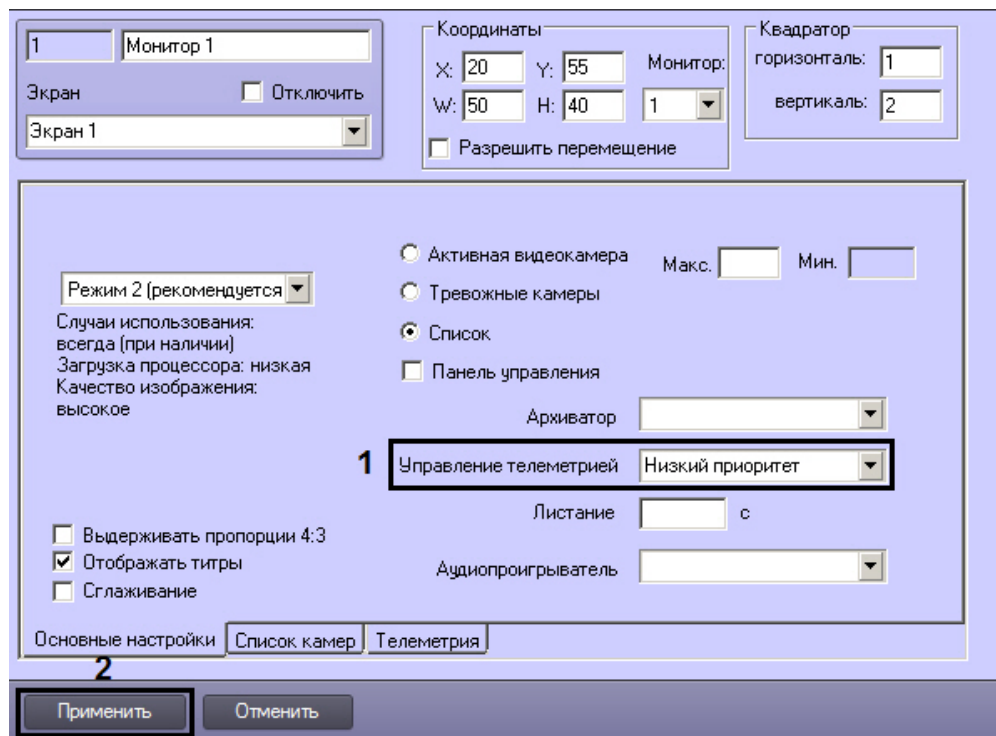 1 Монитор 1
Экран Отключить
Экран 1
Координаты
X: 20 Y: 55 Монитор:
W: 50 H: 40 1
Разрешить перемещение
Квадратор
горизонталь: 1
вертикаль: 2
Режим 2 (рекомендуется
Случаи использования:
всегда (при наличии)
Загрузка процессора: низкая
Качество изображения:
высокое
Активная видеокамера
Макс. Мин.
Тревожные камеры
Список
Панель управления
Архиватор
1 Управление телеметрией Низкий приоритет
Листание с
Аудиопроигрыватель
Выдерживать пропорции 4:3
Отображать титры
Сглаживание
Основные настройки Список камер Телеметрия
2
Применить Отменить